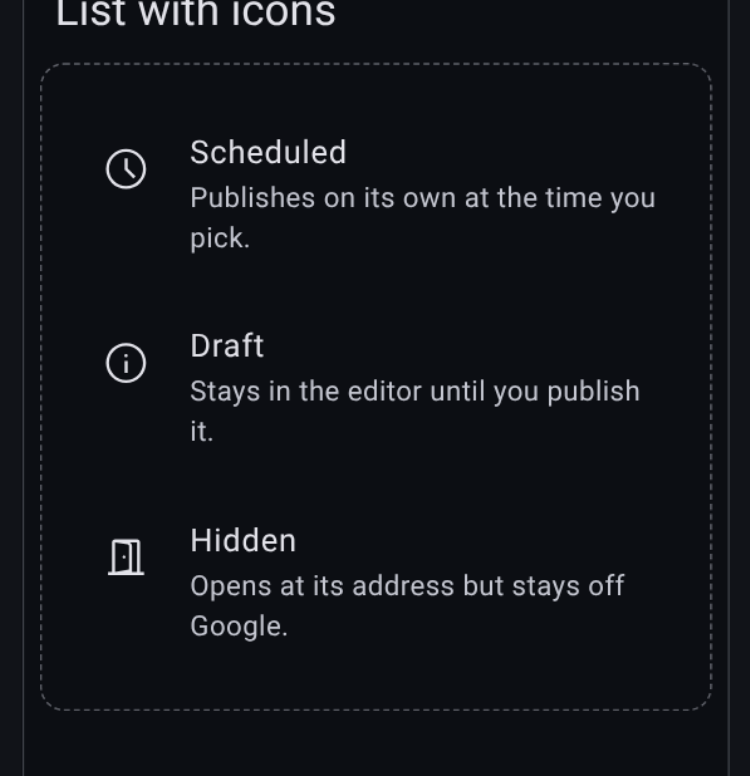 List with icons
Scheduled
Publishes on its own at the time you
pick.
Draft
Stays in the editor until you publish
it.
Hidden
Opens at its address but stays off
Google.